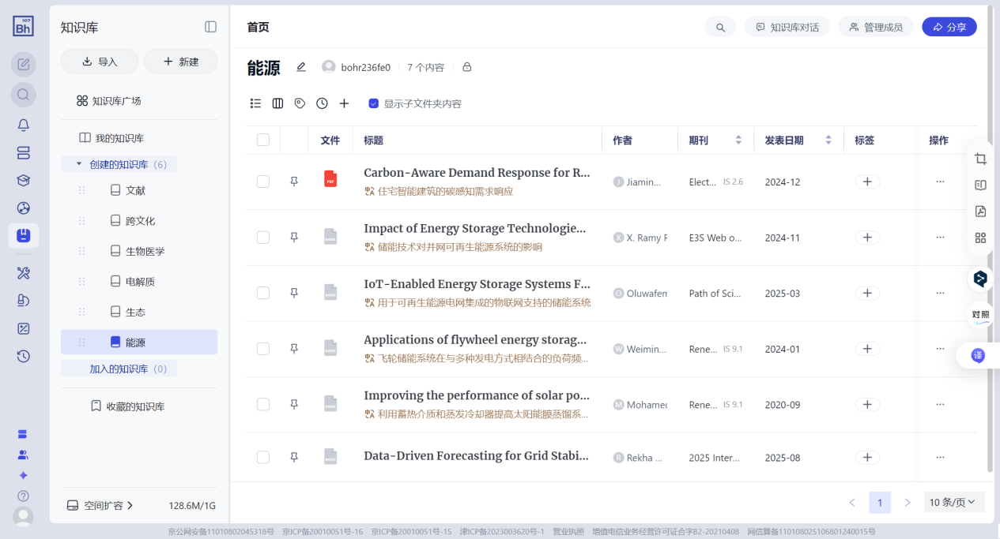 107
Bh
知识库
导入
新建
知识库广场
我的知识库
创建的知识库 (6)
文献
跨文化
生物医学
电解质
生态
能源
加入的知识库 (0)
收藏的知识库
空间扩容
128.6M/1G
首页
知识库对话
管理成员
分享
能源
bohr236fe0
7 个内容
显示子文件夹内容
文件 标题 作者 期刊 发表日期 标签 操作
PDF Carbon-Aware Demand Response for R... J Jiamin... Elect... IS 2.6 2024-12
住宅智能建筑的碳感知需求响应
NONE Impact of Energy Storage Technologie... X X. Ramy F E3S Web o... 2024-11
储能技术对并网可再生能源系统的影响
NONE IoT-Enabled Energy Storage Systems F... O Oluwafem Path of Sci... 2025-03
用于可再生能源电网集成的物联网支持的储能系统
NONE Applications of flywheel energy storag... W Weimin... Rene... IS 9.1 2024-01
飞轮储能系统在与多种发电方式相结合的负荷频...
NONE Improving the performance of solar po... M Mohamed Rene... IS 9.1 2020-09
利用蓄热介质和蒸发冷却器提高太阳能膜蒸馏系...
NONE Data-Driven Forecasting for Grid Stabi... R Rekha ... 2025 Inter... 2025-08
对照
译
1
10 条/页
京公网安备11010802045318号 京ICP备20010051号-16 京ICP备20010051号-15 津ICP备2023003620号-1 营业执照 增值电信业务经营许可证合字B2-20210408 网信算备110108025106801240015号